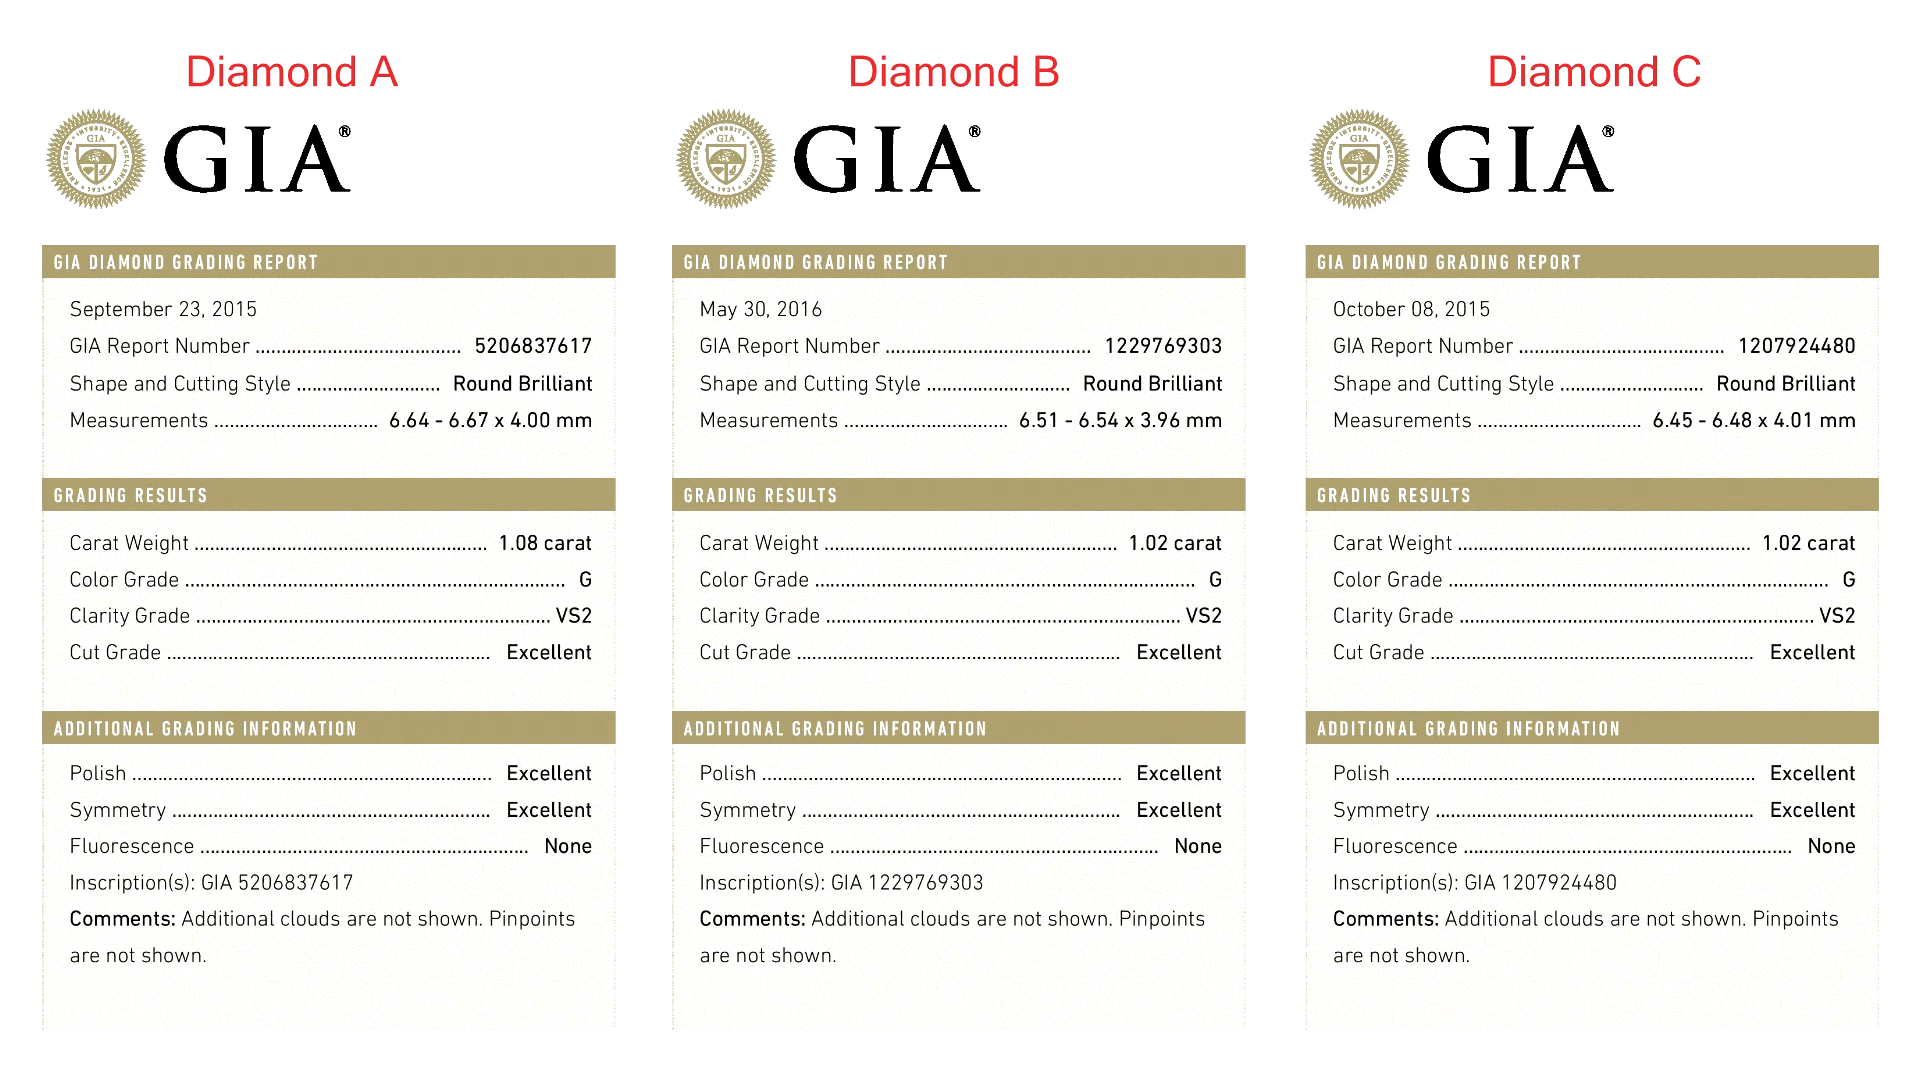 Diamond A
GIA®
GIA DIAMOND GRADING REPORT
September 23, 2015
GIA Report Number ........................................ 5206837617
Shape and Cutting Style ............................ Round Brilliant
Measurements ................................ 6.64 - 6.67 x 4.00 mm
GRADING RESULTS
Carat Weight ......................................................... 1.08 carat
Color Grade .......................................................................... G
Clarity Grade ..................................................................... VS2
Cut Grade ............................................................... Excellent
ADDITIONAL GRADING INFORMATION
Polish ...................................................................... Excellent
Symmetry .............................................................. Excellent
Fluorescence ................................................................ None
Inscription(s): GIA 5206837617
Comments: Additional clouds are not shown. Pinpoints
are not shown.
Diamond B
GIA®
GIA DIAMOND GRADING REPORT
May 30, 2016
GIA Report Number ........................................ 1229769303
Shape and Cutting Style ............................ Round Brilliant
Measurements ................................ 6.51 - 6.54 x 3.96 mm
GRADING RESULTS
Carat Weight ......................................................... 1.02 carat
Color Grade .......................................................................... G
Clarity Grade ..................................................................... VS2
Cut Grade ............................................................... Excellent
ADDITIONAL GRADING INFORMATION
Polish ...................................................................... Excellent
Symmetry .............................................................. Excellent
Fluorescence ................................................................ None
Inscription(s): GIA 1229769303
Comments: Additional clouds are not shown. Pinpoints
are not shown.
Diamond C
GIA®
GIA DIAMOND GRADING REPORT
October 08, 2015
GIA Report Number ........................................ 1207924480
Shape and Cutting Style ............................ Round Brilliant
Measurements ................................ 6.45 - 6.48 x 4.01 mm
GRADING RESULTS
Carat Weight ......................................................... 1.02 carat
Color Grade .......................................................................... G
Clarity Grade ..................................................................... VS2
Cut Grade ............................................................... Excellent
ADDITIONAL GRADING INFORMATION
Polish ...................................................................... Excellent
Symmetry .............................................................. Excellent
Fluorescence ................................................................ None
Inscription(s): GIA 1207924480
Comments: Additional clouds are not shown. Pinpoints
are not shown.